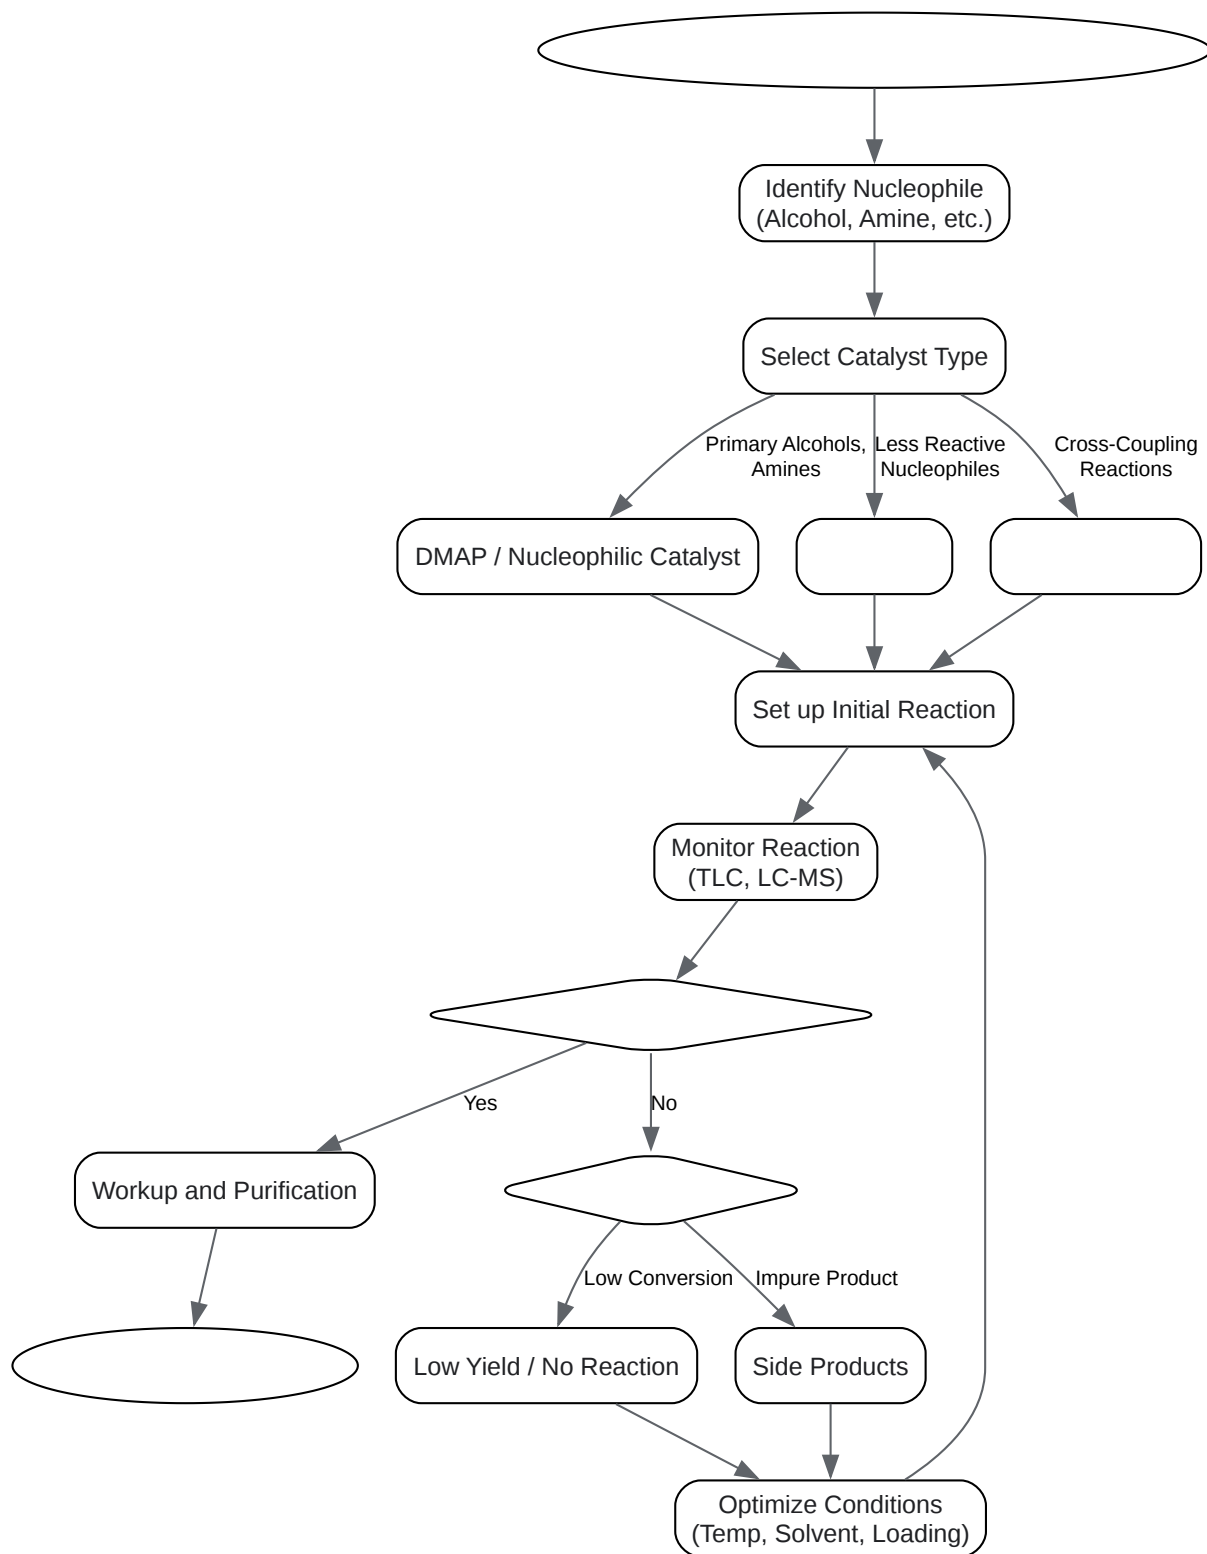 Identify Nucleophile
(Alcohol, Amine, etc.)
Select Catalyst Type
Primary Alcohols,
Amines
Less Reactive
Nucleophiles
Cross-Coupling
Reactions
DMAP / Nucleophilic Catalyst
Set up Initial Reaction
Monitor Reaction
(TLC, LC-MS)
Yes
No
Workup and Purification
Low Conversion
Impure Product
Low Yield / No Reaction
Side Products
Optimize Conditions
(Temp, Solvent, Loading)